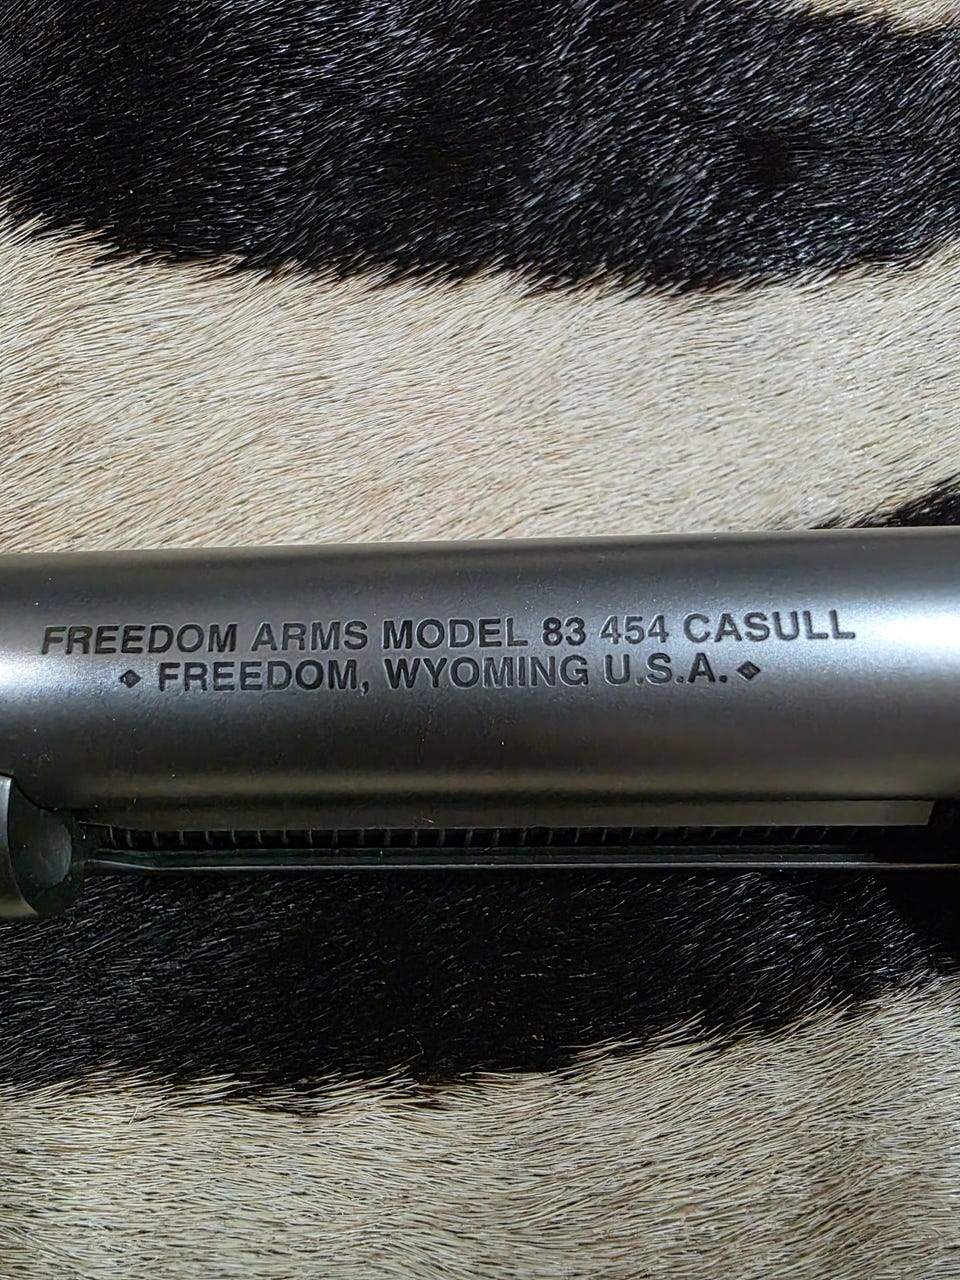 FREEDOM ARMS MODEL 83 454 CASULL
◆ FREEDOM, WYOMING U.S.A. ◆